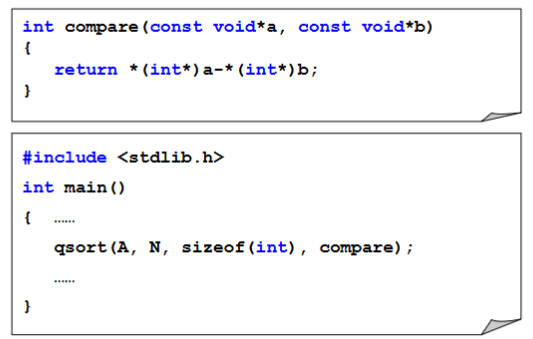 int compare(const void*a, const void*b)
{
return *(int*)a-*(int*)b;
}
#include <stdlib.h>
int main()
{ ……
qsort(A, N, sizeof(int), compare);
……
}